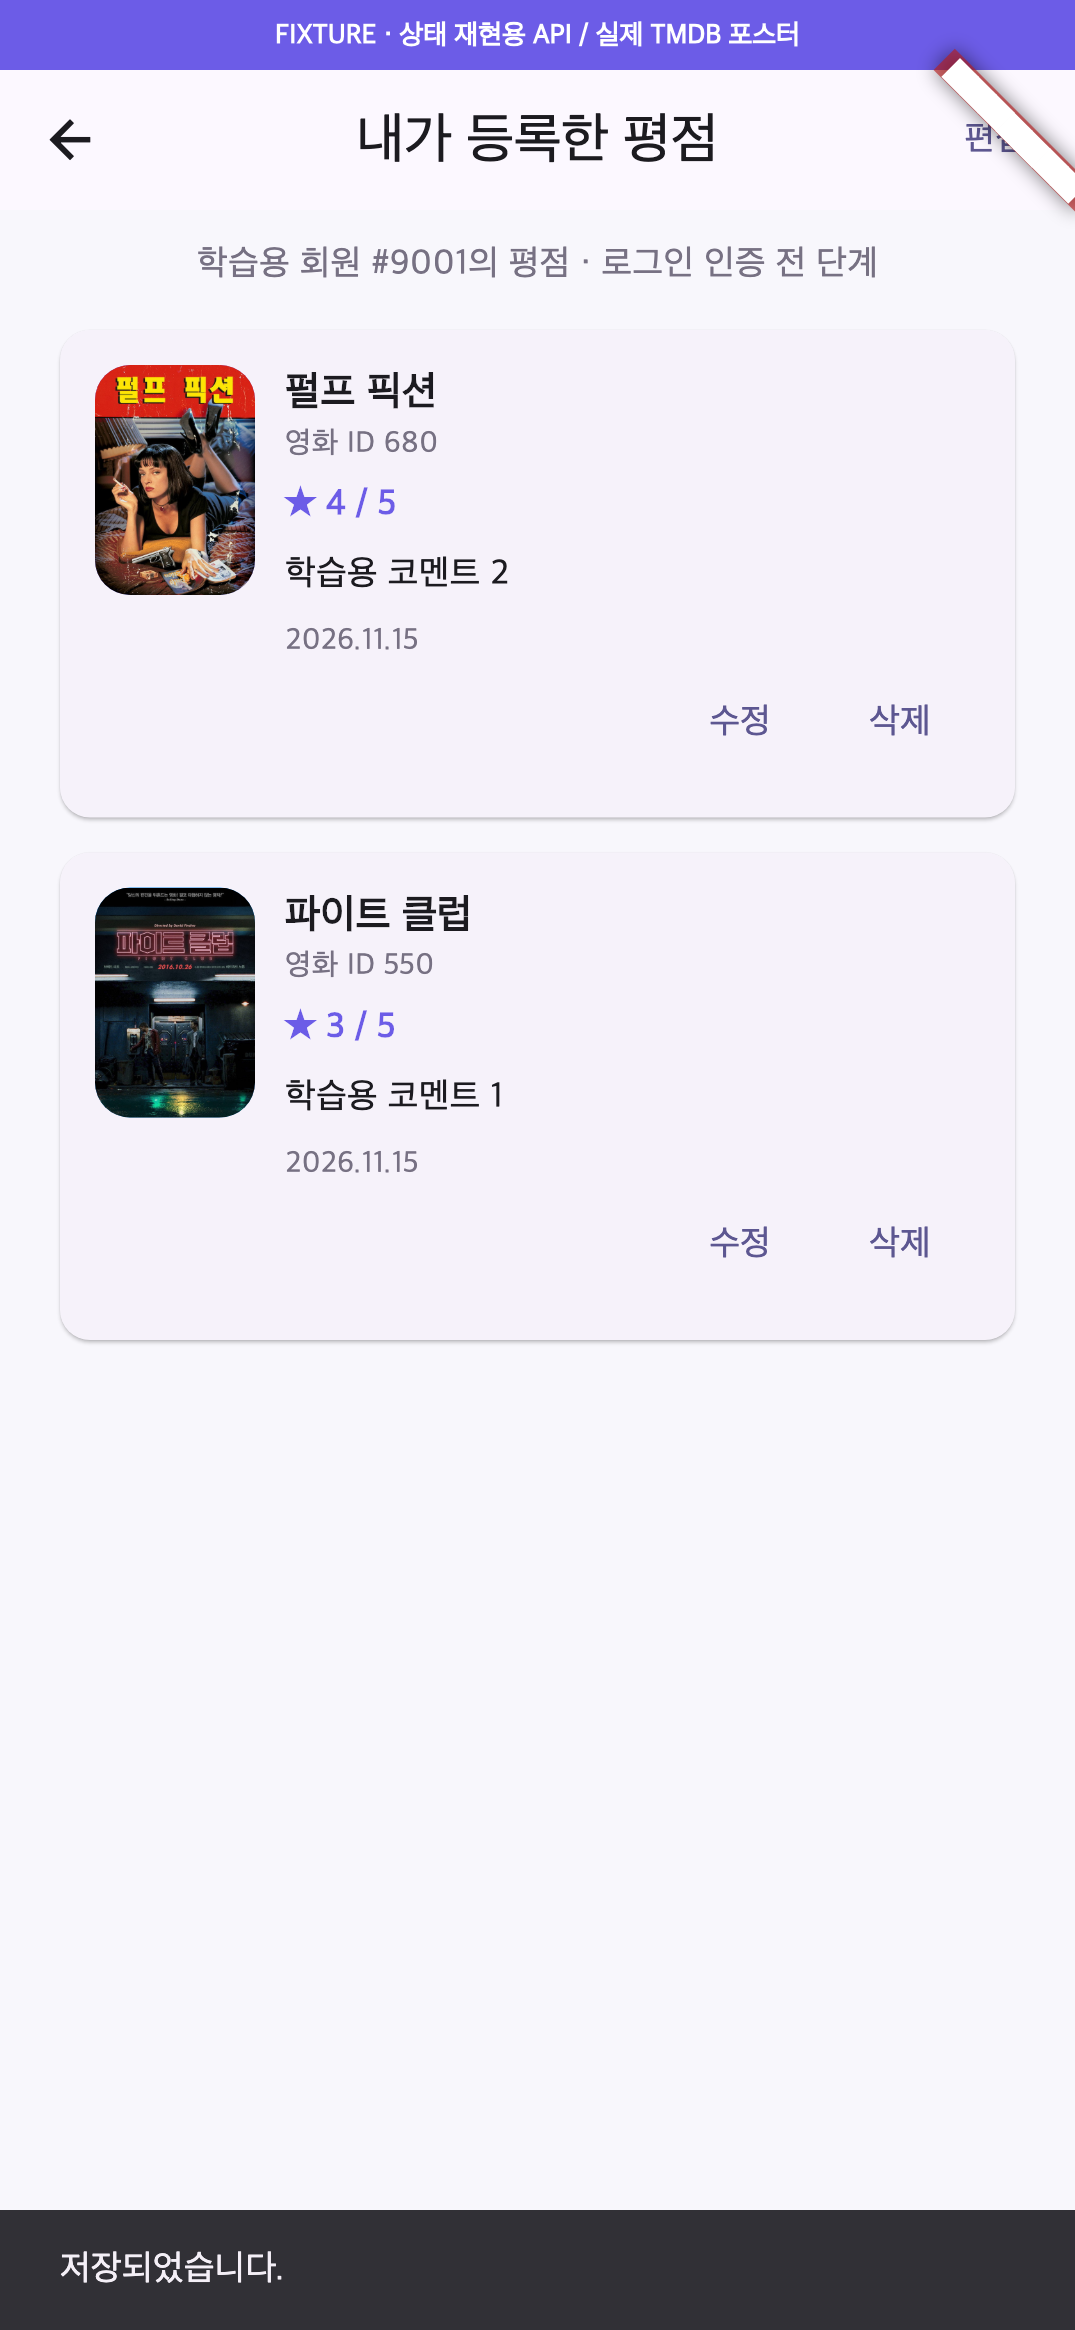 FIXTURE · 상태 재현용 API / 실제 TMDB 포스터
내가 등록한 평점
학습용 회원 #9001의 평점 · 로그인 인증 전 단계
펄프 픽션
펄프 픽션
영화 ID 680
★ 4 / 5
학습용 코멘트 2
2026.11.15
수정 삭제
파이트 클럽
2016.10.26
파이트 클럽
영화 ID 550
★ 3 / 5
학습용 코멘트 1
2026.11.15
수정 삭제
저장되었습니다.